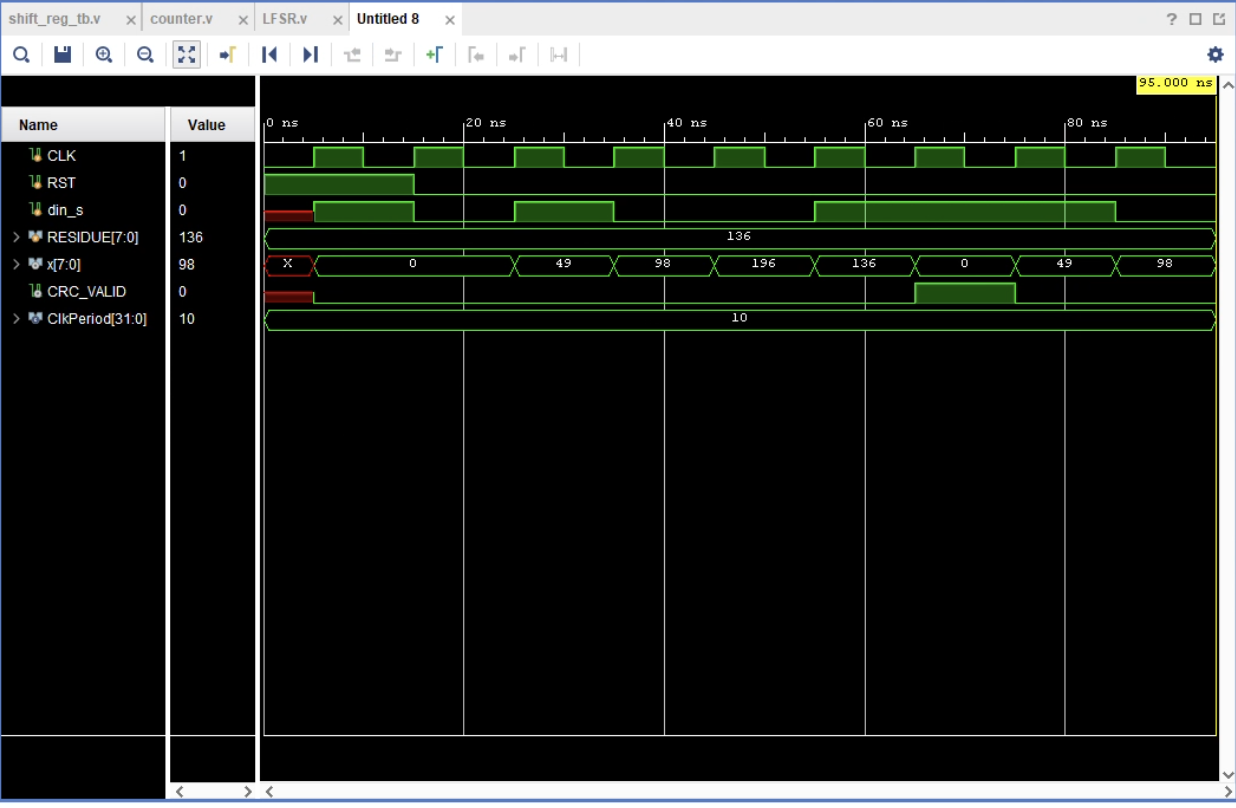 shift_reg_tb.v × counter.v × LFSR.v × Untitled 8 × ?
95.000 ns
Name Value 0 ns 20 ns 40 ns 60 ns 80 ns
CLK 1
RST 0
din_s 0
> RESIDUE[7:0] 136 136
> x[7:0] 98 X 0 49 98 196 136 0 49 98
CRC_VALID 0
> ClkPeriod[31:0] 10 10